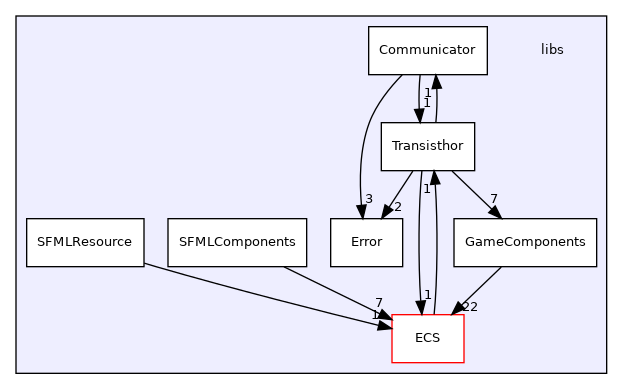 Communicator
libs
1
1
Transisthor
3
2
1
7
SFMLResource
SFMLComponents
Error
GameComponents
7
1
1
22
ECS